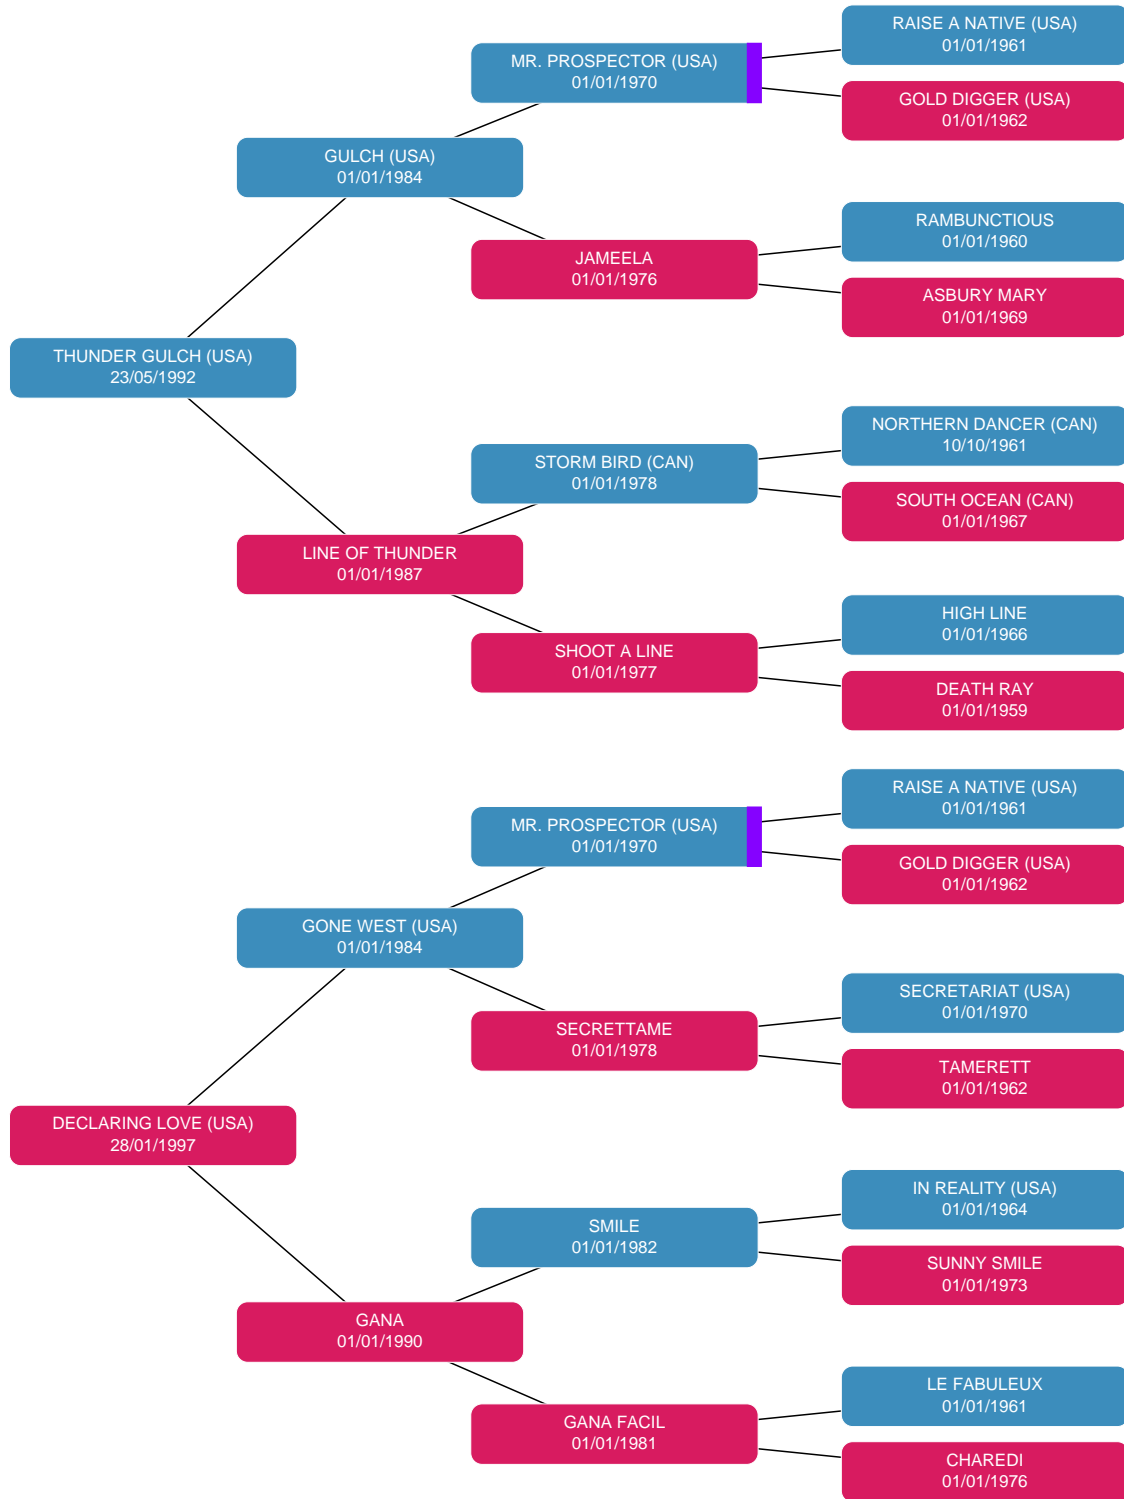 RAISE A NATIVE (USA)
01/01/1961
MR. PROSPECTOR (USA)
01/01/1970
GOLD DIGGER (USA)
01/01/1962
GULCH (USA)
01/01/1984
RAMBUNCTIOUS
01/01/1960
JAMEELA
01/01/1976
ASBURY MARY
01/01/1969
THUNDER GULCH (USA)
23/05/1992
NORTHERN DANCER (CAN)
10/10/1961
STORM BIRD (CAN)
01/01/1978
SOUTH OCEAN (CAN)
01/01/1967
LINE OF THUNDER
01/01/1987
HIGH LINE
01/01/1966
SHOOT A LINE
01/01/1977
DEATH RAY
01/01/1959
RAISE A NATIVE (USA)
01/01/1961
MR. PROSPECTOR (USA)
01/01/1970
GOLD DIGGER (USA)
01/01/1962
GONE WEST (USA)
01/01/1984
SECRETARIAT (USA)
01/01/1970
SECRETTAME
01/01/1978
TAMERETT
01/01/1962
DECLARING LOVE (USA)
28/01/1997
IN REALITY (USA)
01/01/1964
SMILE
01/01/1982
SUNNY SMILE
01/01/1973
GANA
01/01/1990
LE FABULEUX
01/01/1961
GANA FACIL
01/01/1981
CHAREDI
01/01/1976